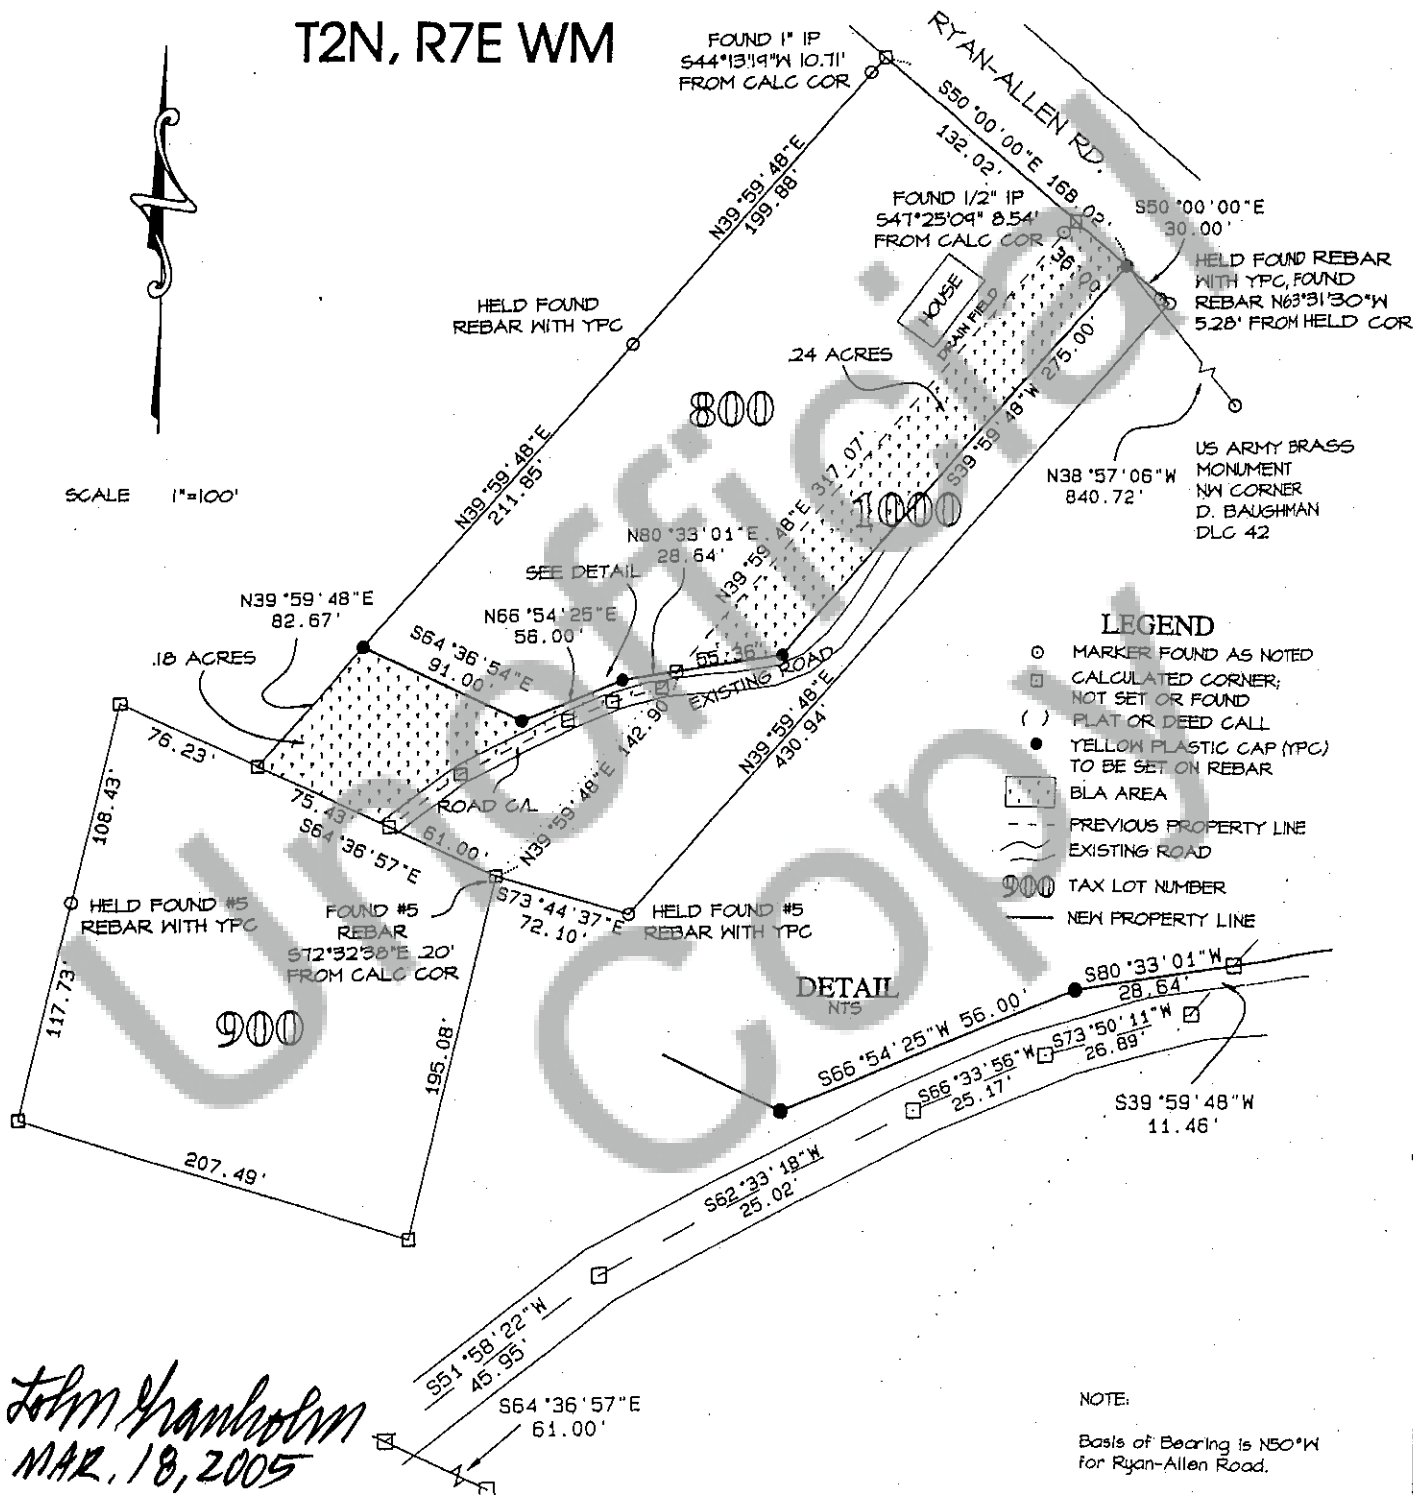 T2N, R7E WM
FOUND 1" IP
S44°13'19"W 10.71'
FROM CALC COR
RYAN-ALLEN RD.
S50°00'00"E 168.02'
132.02'
N39°59'48"E
199.88'
FOUND 1/2" IP
S47°25'09" 8.54'
FROM CALC COR
36.00'
S50°00'00"E
30.00'
HELD FOUND REBAR
WITH YPC, FOUND
REBAR N63°31'30"W
5.28' FROM HELD COR
HOUSE
DRAIN FIELD
HELD FOUND
REBAR WITH YPC
.24 ACRES
S39°59'48"W 275.00'
800
N39°59'48"E 317.07'
1000
N38°57'06"W
840.72'
US ARMY BRASS
MONUMENT
NW CORNER
D. BAUGHMAN
DLC 42
SCALE 1"=100'
N39°59'48"E
211.85'
N80°33'01"E
28.64'
SEE DETAIL
N39°59'48"E
82.67'
N66°54'25"E
56.00'
S64°36'54"E
91.00'
.18 ACRES
55.36'
EXISTING ROAD
N39°59'48"E
430.94'
LEGEND
MARKER FOUND AS NOTED
CALCULATED CORNER;
NOT SET OR FOUND
( ) PLAT OR DEED CALL
YELLOW PLASTIC CAP (YPC)
TO BE SET ON REBAR
BLA AREA
PREVIOUS PROPERTY LINE
EXISTING ROAD
900 TAX LOT NUMBER
NEW PROPERTY LINE
76.23'
108.43'
75.43'
S64°36'57"E
61.00'
ROAD C/L
N39°59'48"E 142.90'
HELD FOUND #5
REBAR WITH YPC
FOUND #5
REBAR
S72°32'38"E .20'
FROM CALC COR
S73°44'37"E
72.10'
HELD FOUND #5
REBAR WITH YPC
117.73'
900
195.08'
207.49'
DETAIL
NTS
S80°33'01"W
28.64'
S66°54'25"W 56.00'
S73°50'11"W
26.89'
S66°33'56"W
25.17'
S39°59'48"W
11.46'
S62°33'18"W
25.02'
S51°58'22"W
45.95'
S64°36'57"E
61.00'
John Granholm
MAR. 18, 2005
NOTE:
Basis of Bearing is N50°W
for Ryan-Allen Road.
Unofficial
Copy